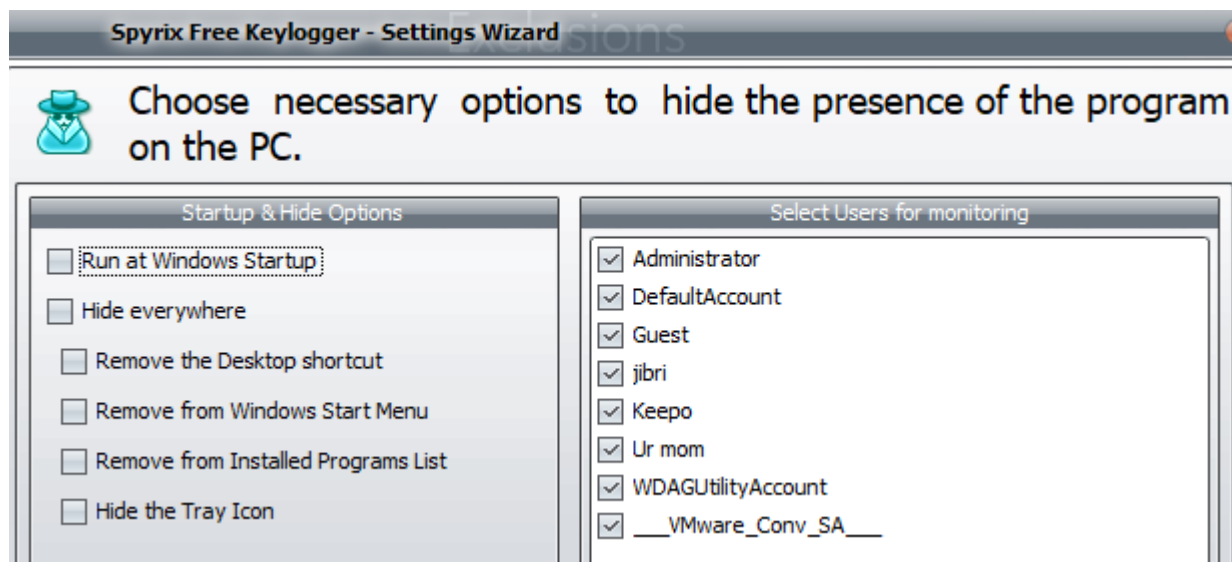 Exclusions
Spyrix Free Keylogger - Settings Wizard
Choose necessary options to hide the presence of the program
on the PC.
Startup & Hide Options
Run at Windows Startup
Hide everywhere
Remove the Desktop shortcut
Remove from Windows Start Menu
Remove from Installed Programs List
Hide the Tray Icon
Select Users for monitoring
Administrator
DefaultAccount
Guest
jibri
Keepo
Ur mom
WDAGUtilityAccount
___VMware_Conv_SA___